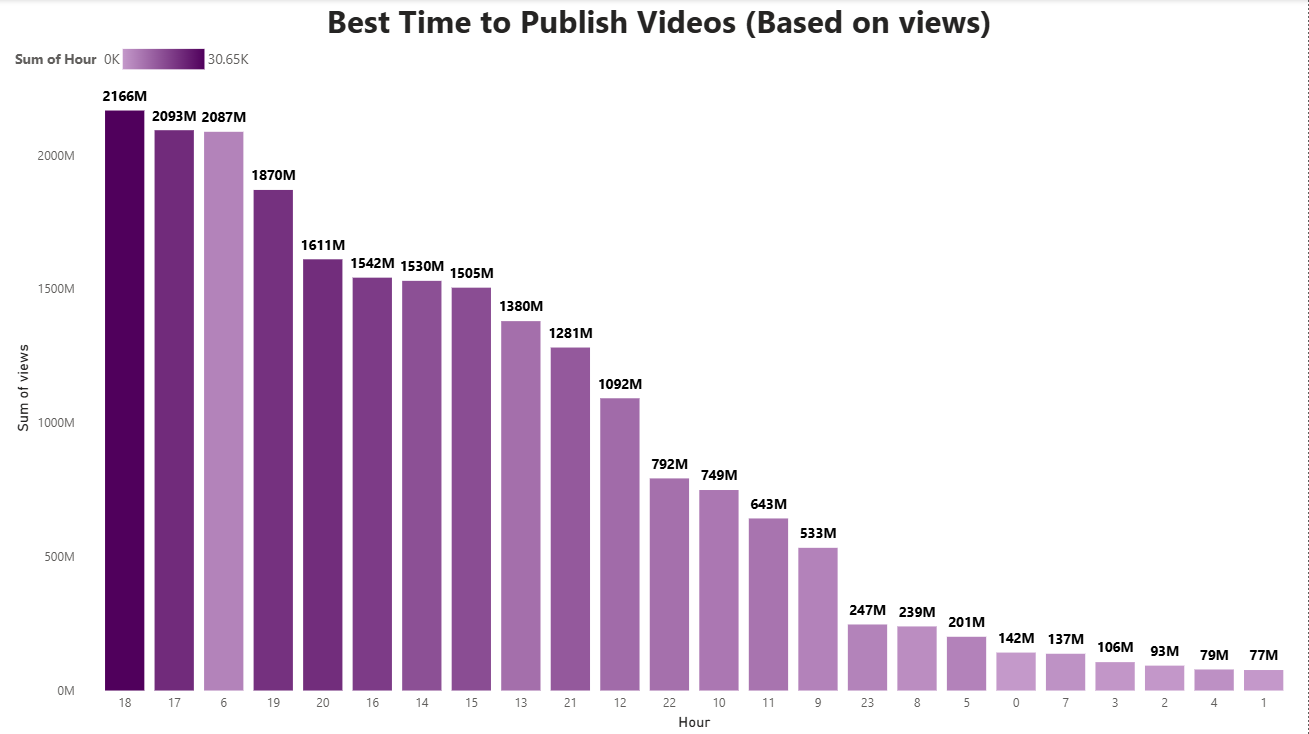 Best Time to Publish Videos (Based on views)
Sum of Hour 0K 30.65K
2166M
2093M 2087M
1870M
1611M
1542M 1530M 1505M
1380M
1281M
1092M
792M
749M
643M
533M
247M 239M 201M
142M 137M 106M 93M 79M 77M
2000M
1500M
1000M
500M
0M
Sum of views
18 17 6 19 20 16 14 15 13 21 12 22 10 11 9 23 8 5 0 7 3 2 4 1
Hour